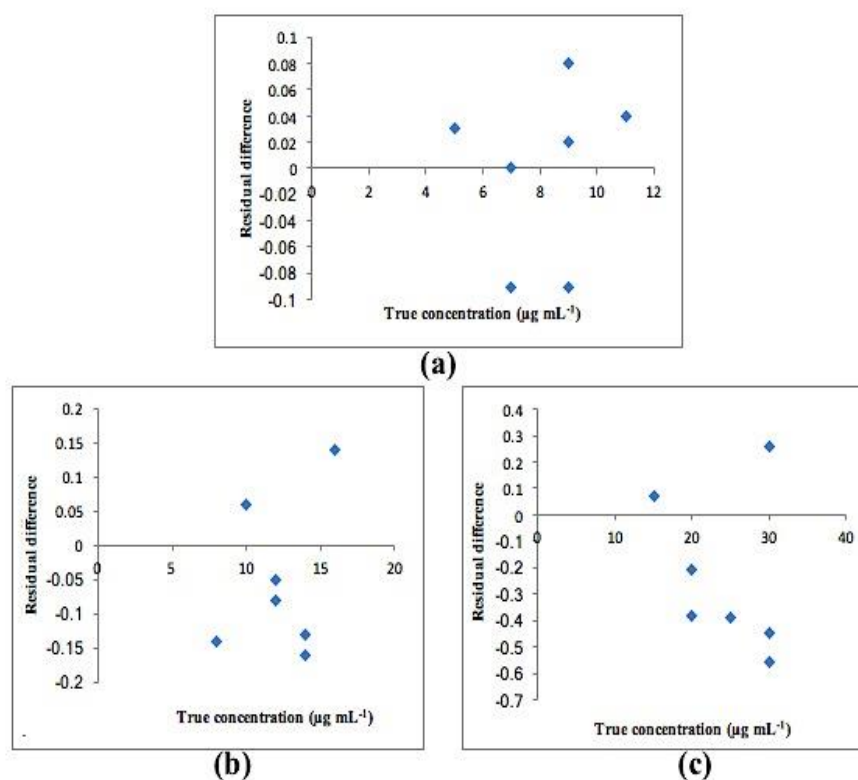 0.1
0.08
0.06
0.04
0.02
0
-0.02
-0.04
-0.06
-0.08
-0.1
0 2 4 6 8 10 12
Residual difference
True concentration (µg mL⁻¹)
(a)
0.2
0.15
0.1
0.05
0
-0.05
-0.1
-0.15
-0.2
0 5 10 15 20
Residual difference
True concentration (µg mL⁻¹)
(b)
0.4
0.3
0.2
0.1
0
-0.1
-0.2
-0.3
-0.4
-0.5
-0.6
-0.7
0 10 20 30 40
Residual difference
True concentration (µg mL⁻¹)
(c)